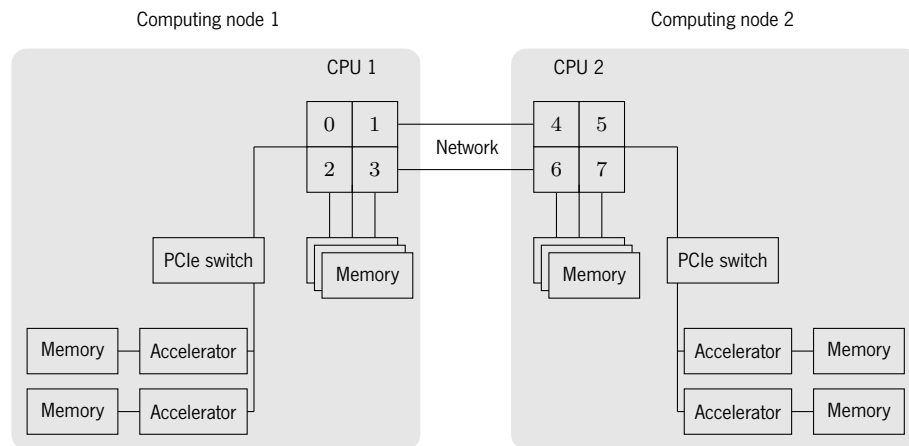 Computing node 1
Computing node 2
CPU 1
CPU 2
0 1
4 5
Network
2 3
6 7
PCIe switch
Memory
Memory
PCIe switch
Memory Accelerator
Accelerator Memory
Memory Accelerator
Accelerator Memory